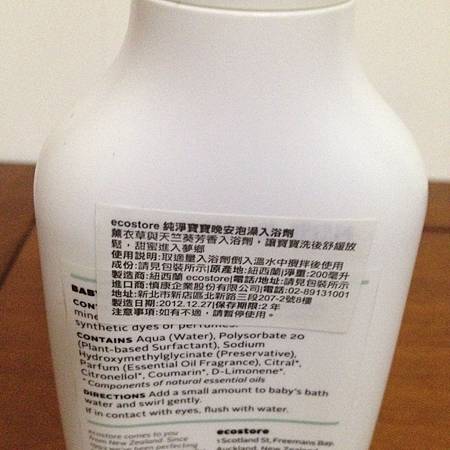 ecostore 純淨寶寶晚安泡澡入浴劑
薰衣草與天竺葵芳香入浴劑，讓寶寶洗後舒緩放
鬆，甜蜜進入夢鄉
使用說明:取適量入浴劑倒入溫水中攪拌後使用
成份:請見包裝所示|原產地:紐西蘭|淨重:200毫升
製造商:紐西蘭 ecostore|電話/地址:請見包裝所示
進口商:慎康企業股份有限公司|電話:02-89131001
地址:新北市新店區北新路三段207-2號8樓
製造日期:2012.12.27|保存期限:2 年
注意事項:如有不適，請暫停使用。
BABY
CON
mine
synthetic dyes or perfumes.
CONTAINS Aqua (Water), Polysorbate 20
(Plant-based Surfactant), Sodium
Hydroxymethylglycinate (Preservative),
Parfum (Essential Oil Fragrance), Citral*,
Citronellol*, Coumarin*, D-Limonene*.
* Components of natural essential oils
DIRECTIONS Add a small amount to baby's bath
water and swirl gently.
If in contact with eyes, flush with water.
ecostore comes to you
from New Zealand. Since
been perfecting
ecostore
1 Scotland St, Freemans Bay,
Auckland, New Zealand